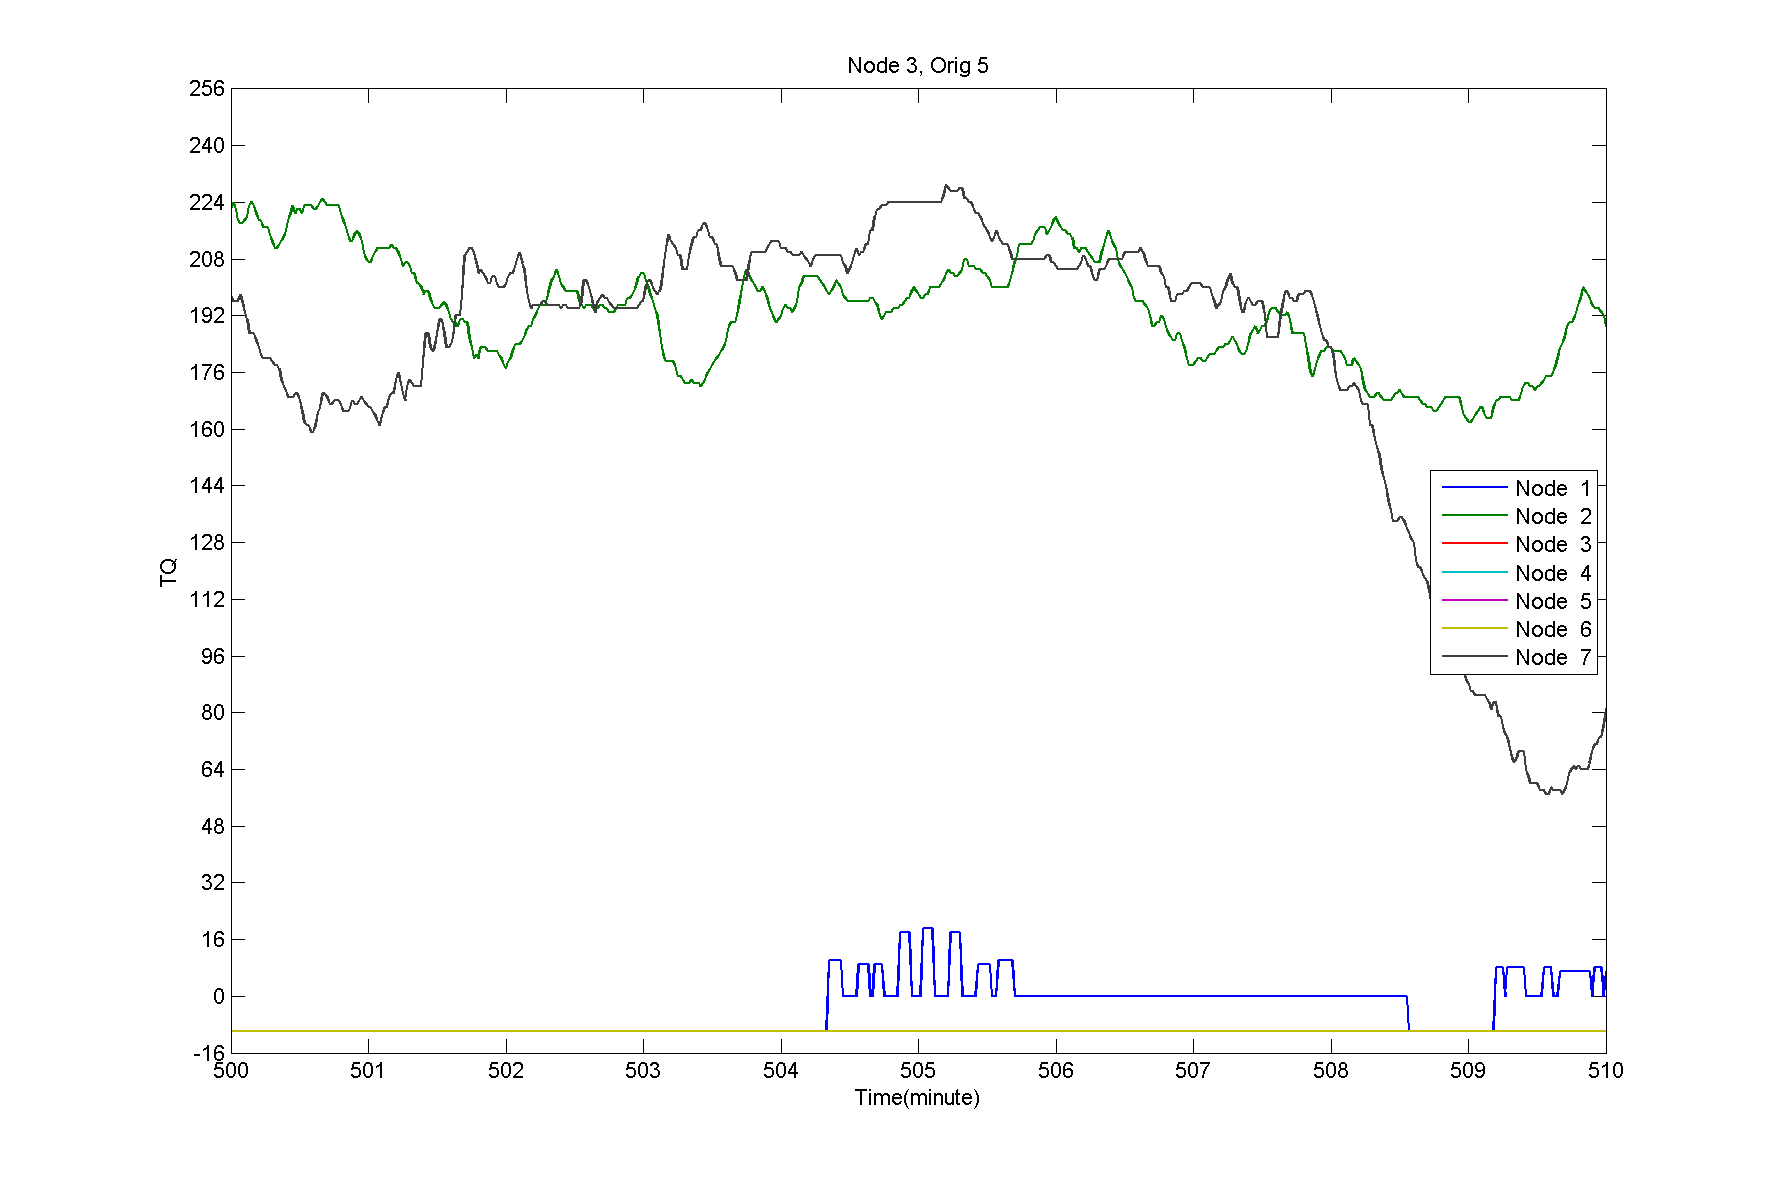 Node 3, Orig 5
256
240
224
208
192
176
160
144
128
112
96
80
64
48
32
16
0
-16
TQ
Node 1
Node 2
Node 3
Node 4
Node 5
Node 6
Node 7
500 501 502 503 504 505 506 507 508 509 510
Time(minute)